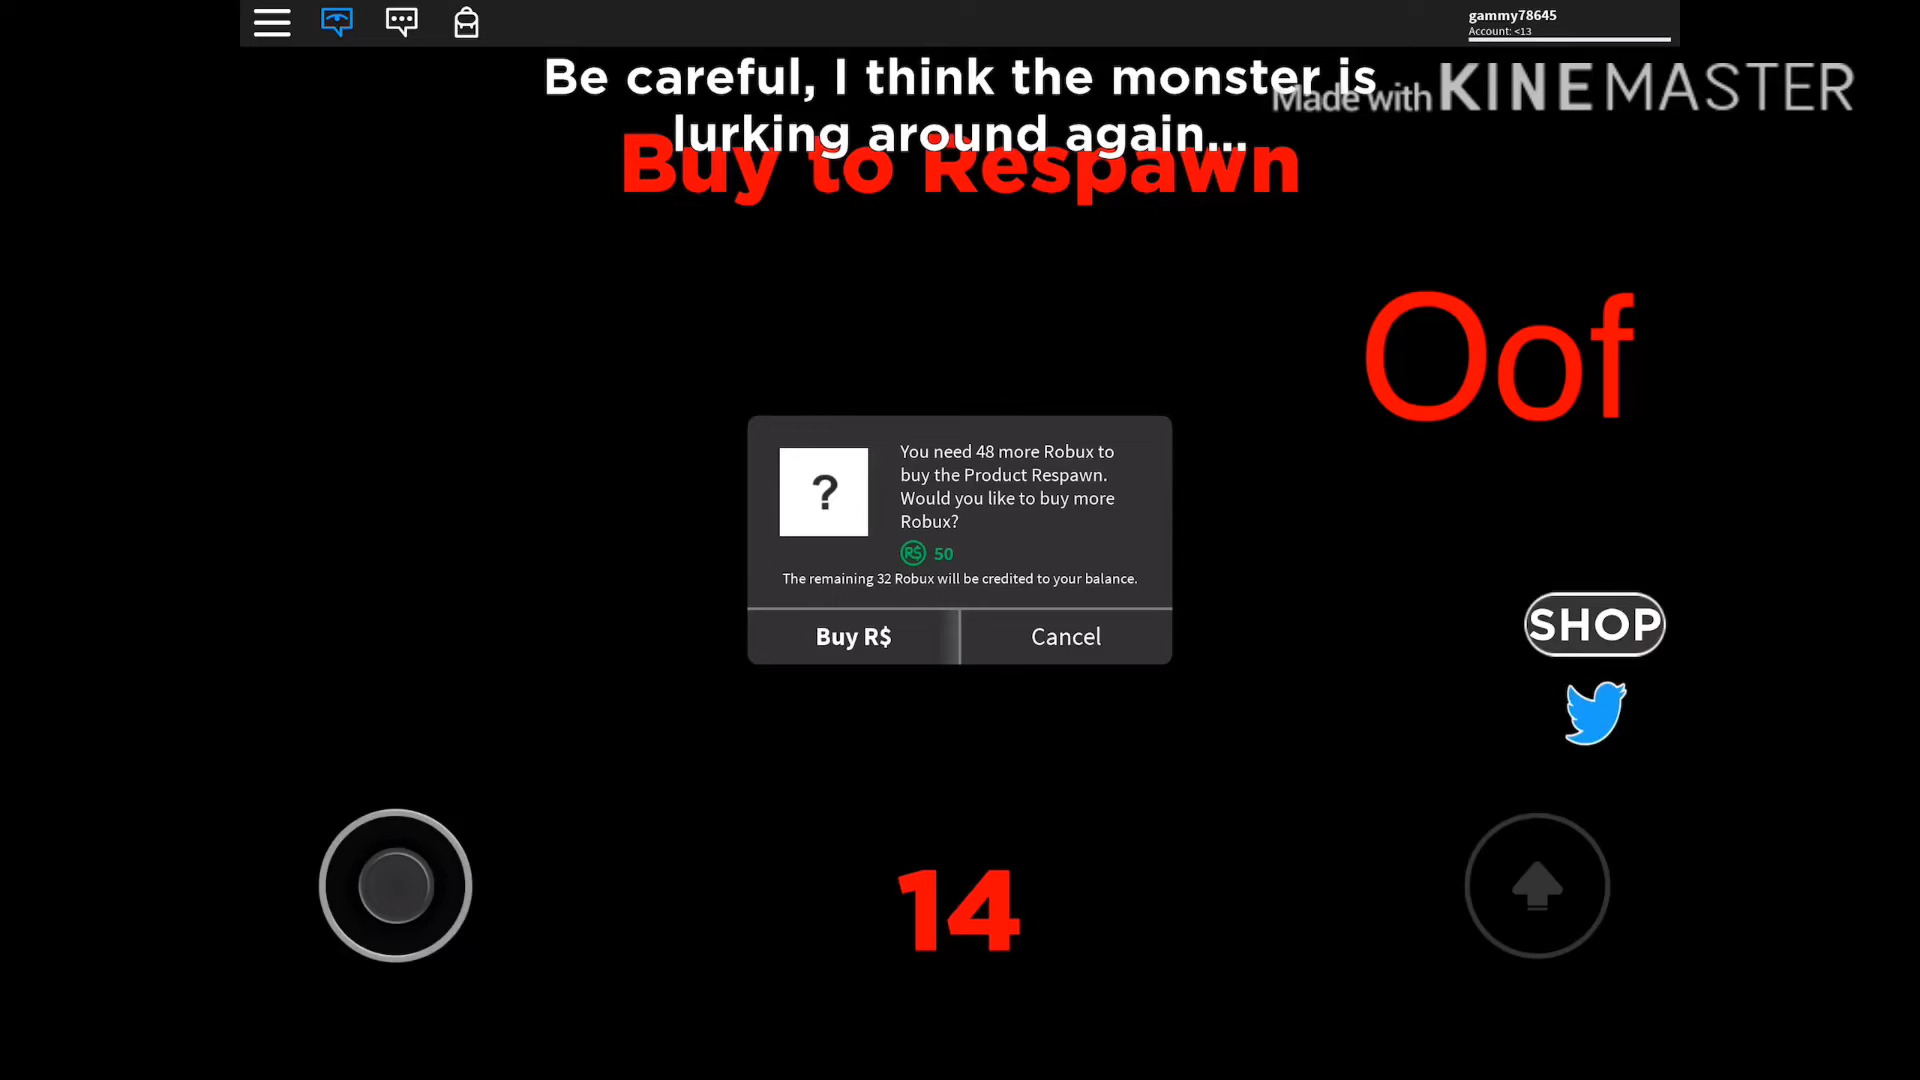 gammy78645
Account: <13
Be careful, I think the monster is
lurking around again...
Made with KINEMASTER
Buy to Respawn
Oof
?
You need 48 more Robux to
buy the Product Respawn.
Would you like to buy more
Robux?
R$ 50
The remaining 32 Robux will be credited to your balance.
Buy R$
Cancel
SHOP
14